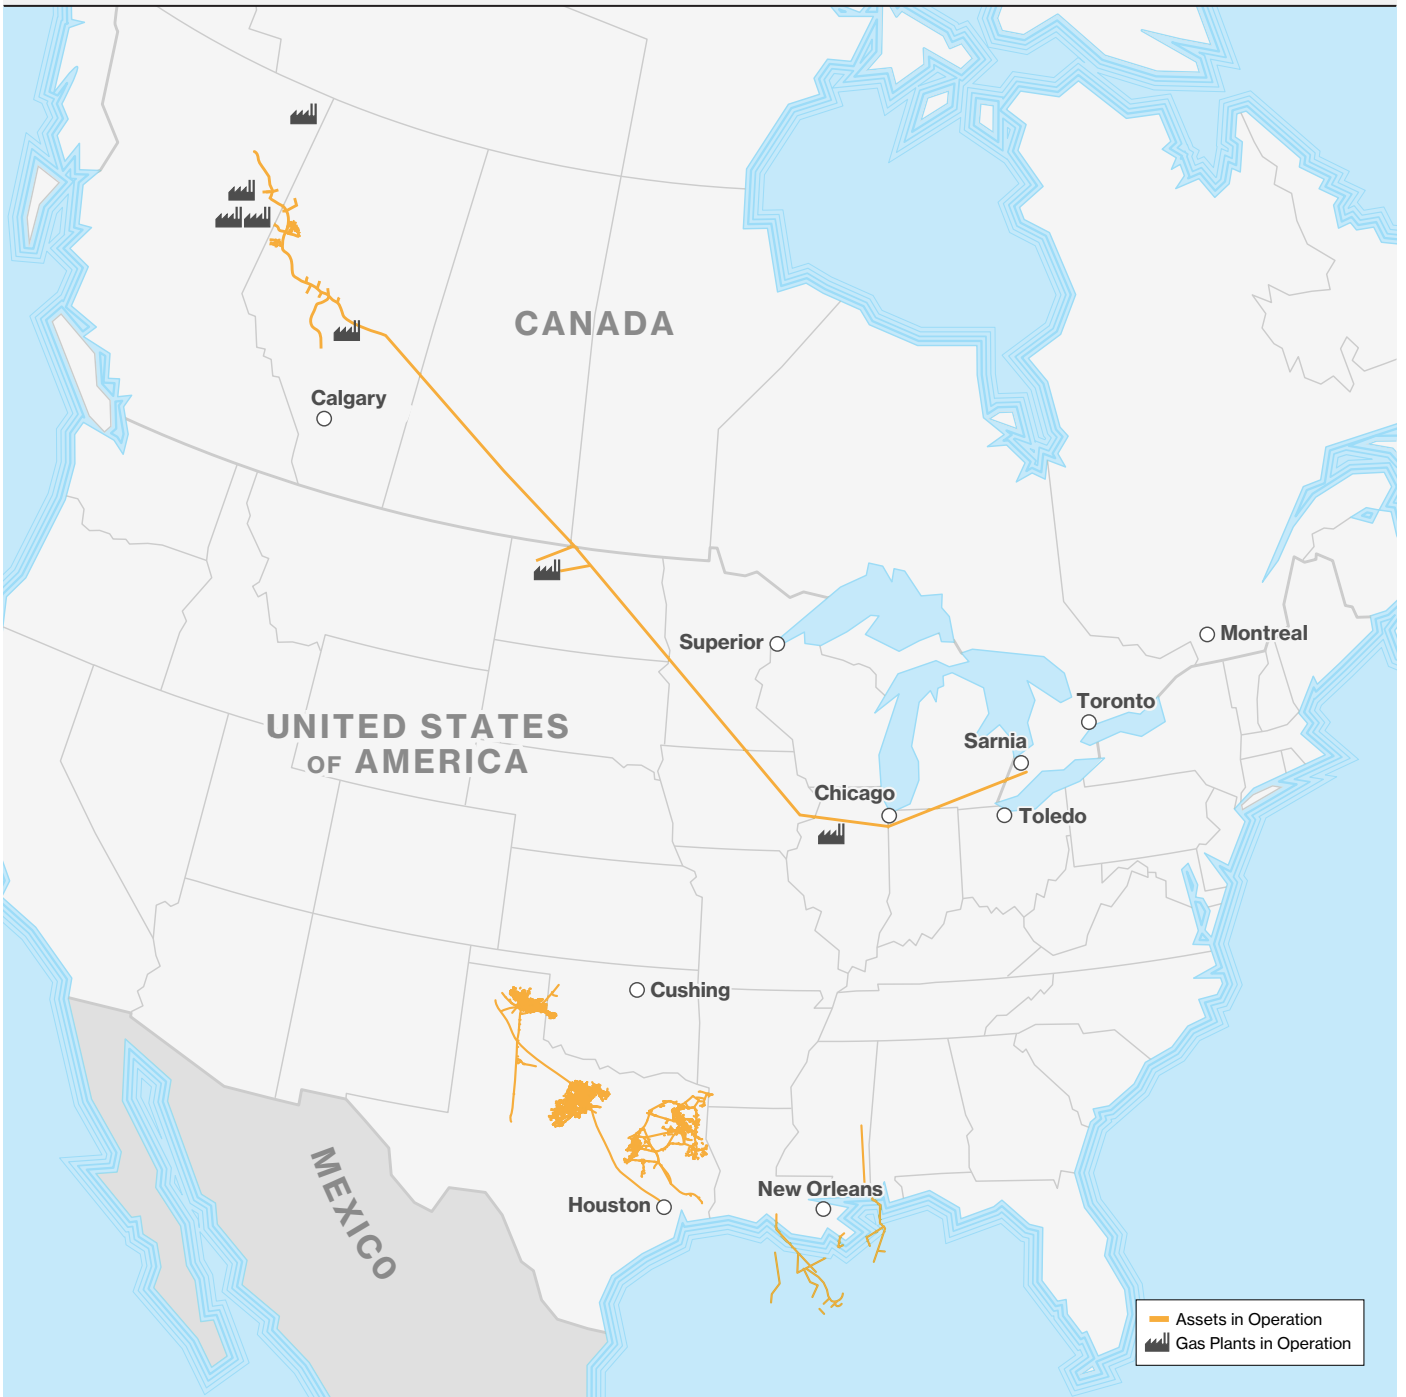 CANADA
Calgary
Superior
Montreal
Toronto
UNITED STATES
OF AMERICA
Sarnia
Chicago
Toledo
Cushing
MEXICO
New Orleans
Houston
Assets in Operation
Gas Plants in Operation